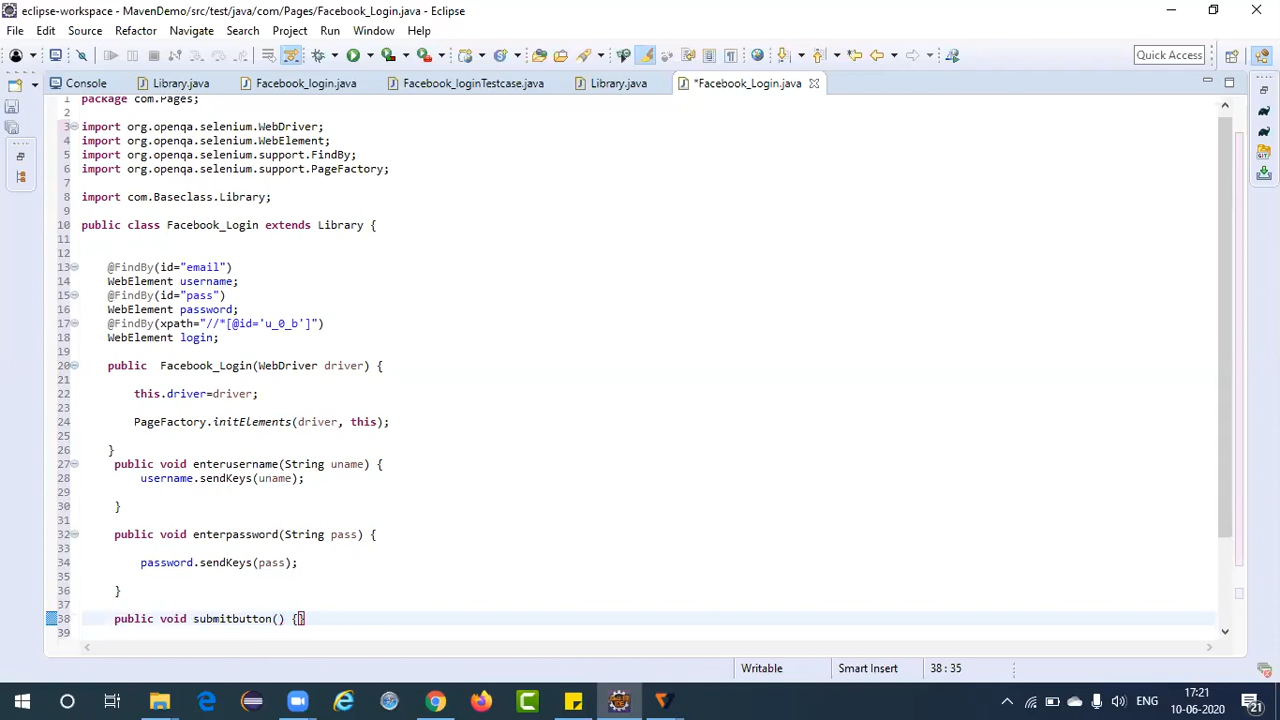 eclipse-workspace - MavenDemo/src/test/java/com/Pages/Facebook_Login.java - Eclipse
File Edit Source Refactor Navigate Search Project Run Window Help
Quick Access
Console Library.java Facebook_login.java Facebook_loginTestcase.java Library.java *Facebook_Login.java
1 package com.Pages;
2
3 import org.openqa.selenium.WebDriver;
4 import org.openqa.selenium.WebElement;
5 import org.openqa.selenium.support.FindBy;
6 import org.openqa.selenium.support.PageFactory;
7
8 import com.Baseclass.Library;
9
10 public class Facebook_Login extends Library {
11
12
13 @FindBy(id="email")
14 WebElement username;
15 @FindBy(id="pass")
16 WebElement password;
17 @FindBy(xpath="//*[@id='u_0_b']")
18 WebElement login;
19
20 public Facebook_Login(WebDriver driver) {
21
22 this.driver=driver;
23
24 PageFactory.initElements(driver, this);
25
26 }
27 public void enterusername(String uname) {
28 username.sendKeys(uname);
29
30 }
31
32 public void enterpassword(String pass) {
33
34 password.sendKeys(pass);
35
36 }
37
38 public void submitbutton() {}
39
Writable Smart Insert 38 : 35
ENG 17:21
10-06-2020 21